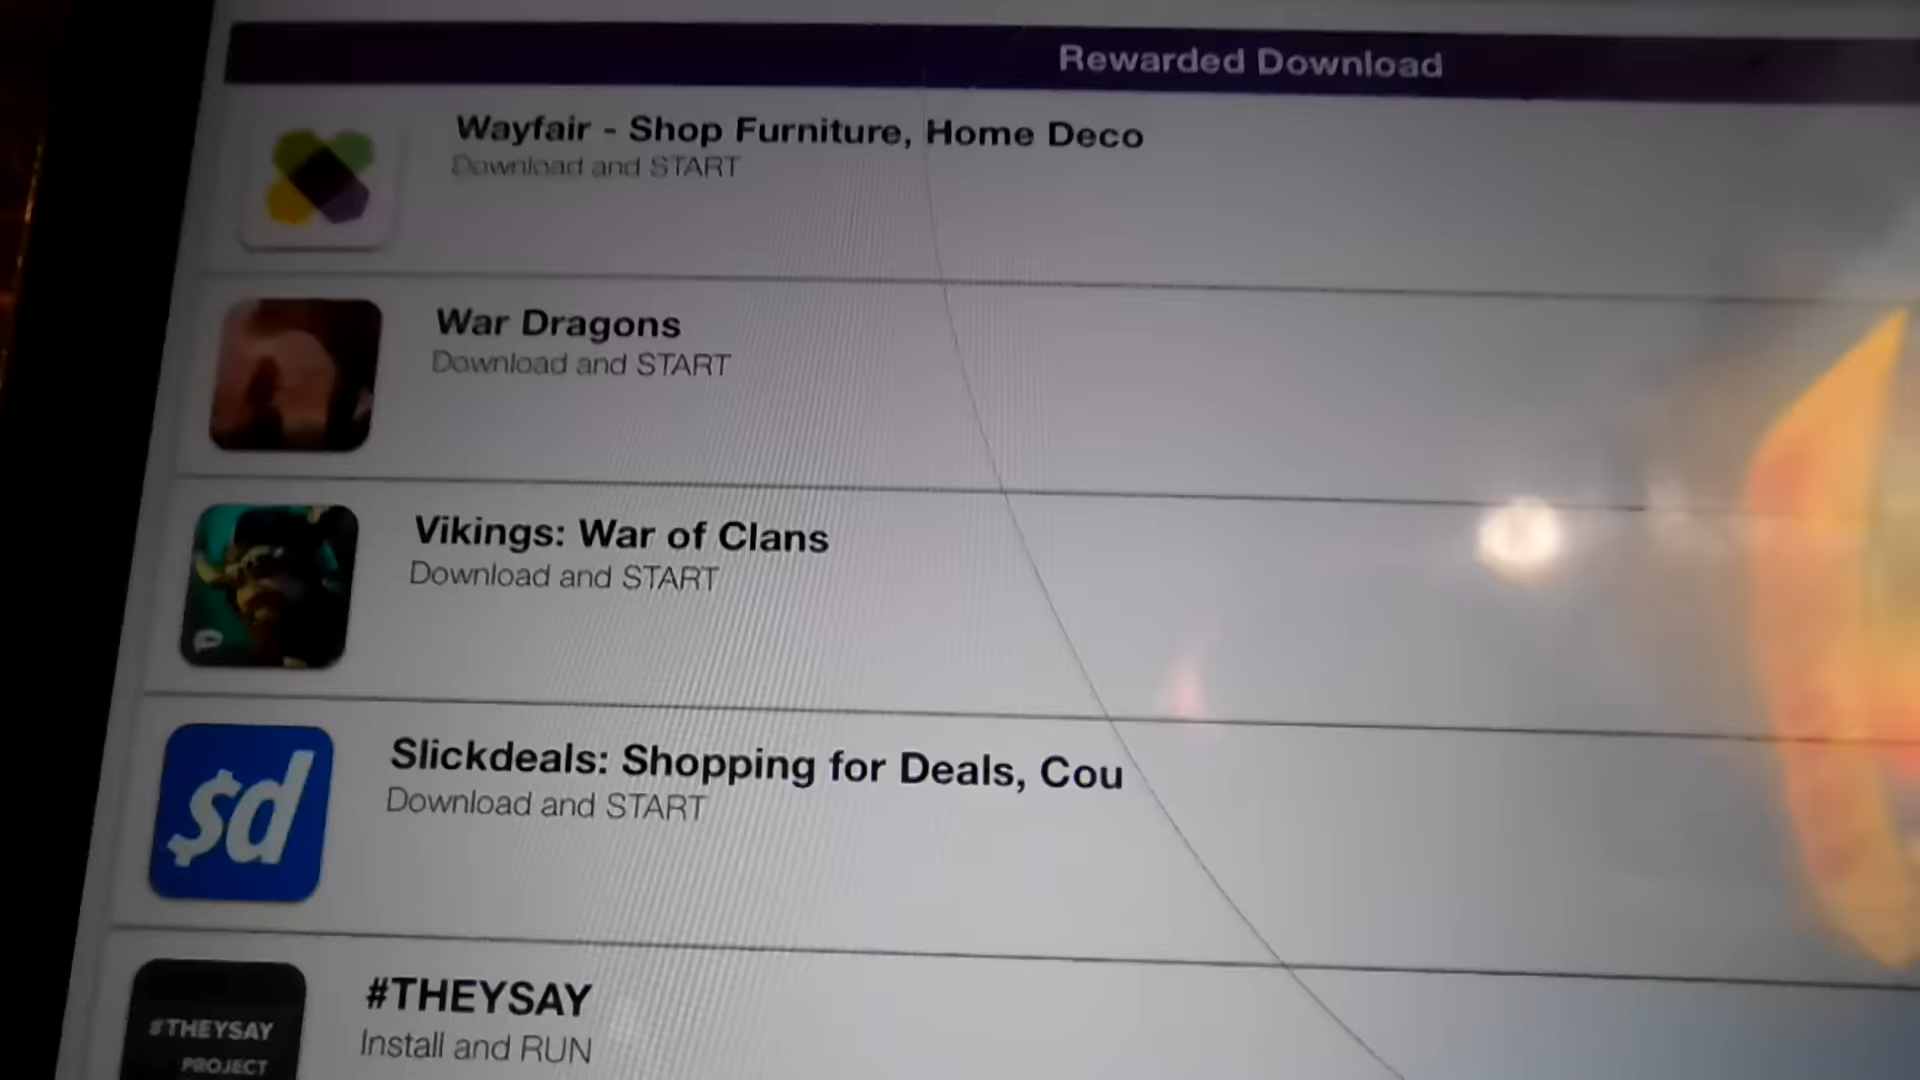 Rewarded Download
Wayfair - Shop Furniture, Home Deco
Download and START
War Dragons
Download and START
Vikings: War of Clans
Download and START
$d
Slickdeals: Shopping for Deals, Cou
Download and START
#THEYSAY
PROJECT
#THEYSAY
Install and RUN